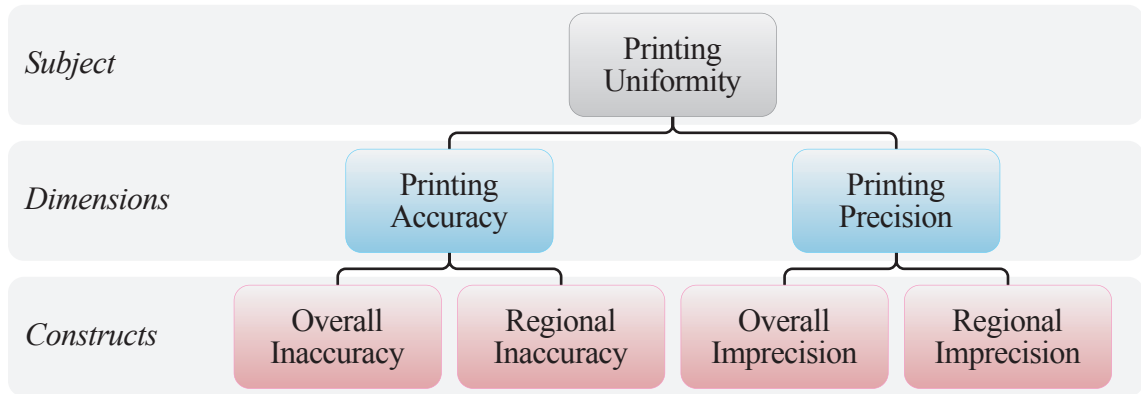 Subject
Printing
Uniformity
Dimensions
Printing
Accuracy
Printing
Precision
Constructs
Overall
Inaccuracy
Regional
Inaccuracy
Overall
Imprecision
Regional
Imprecision